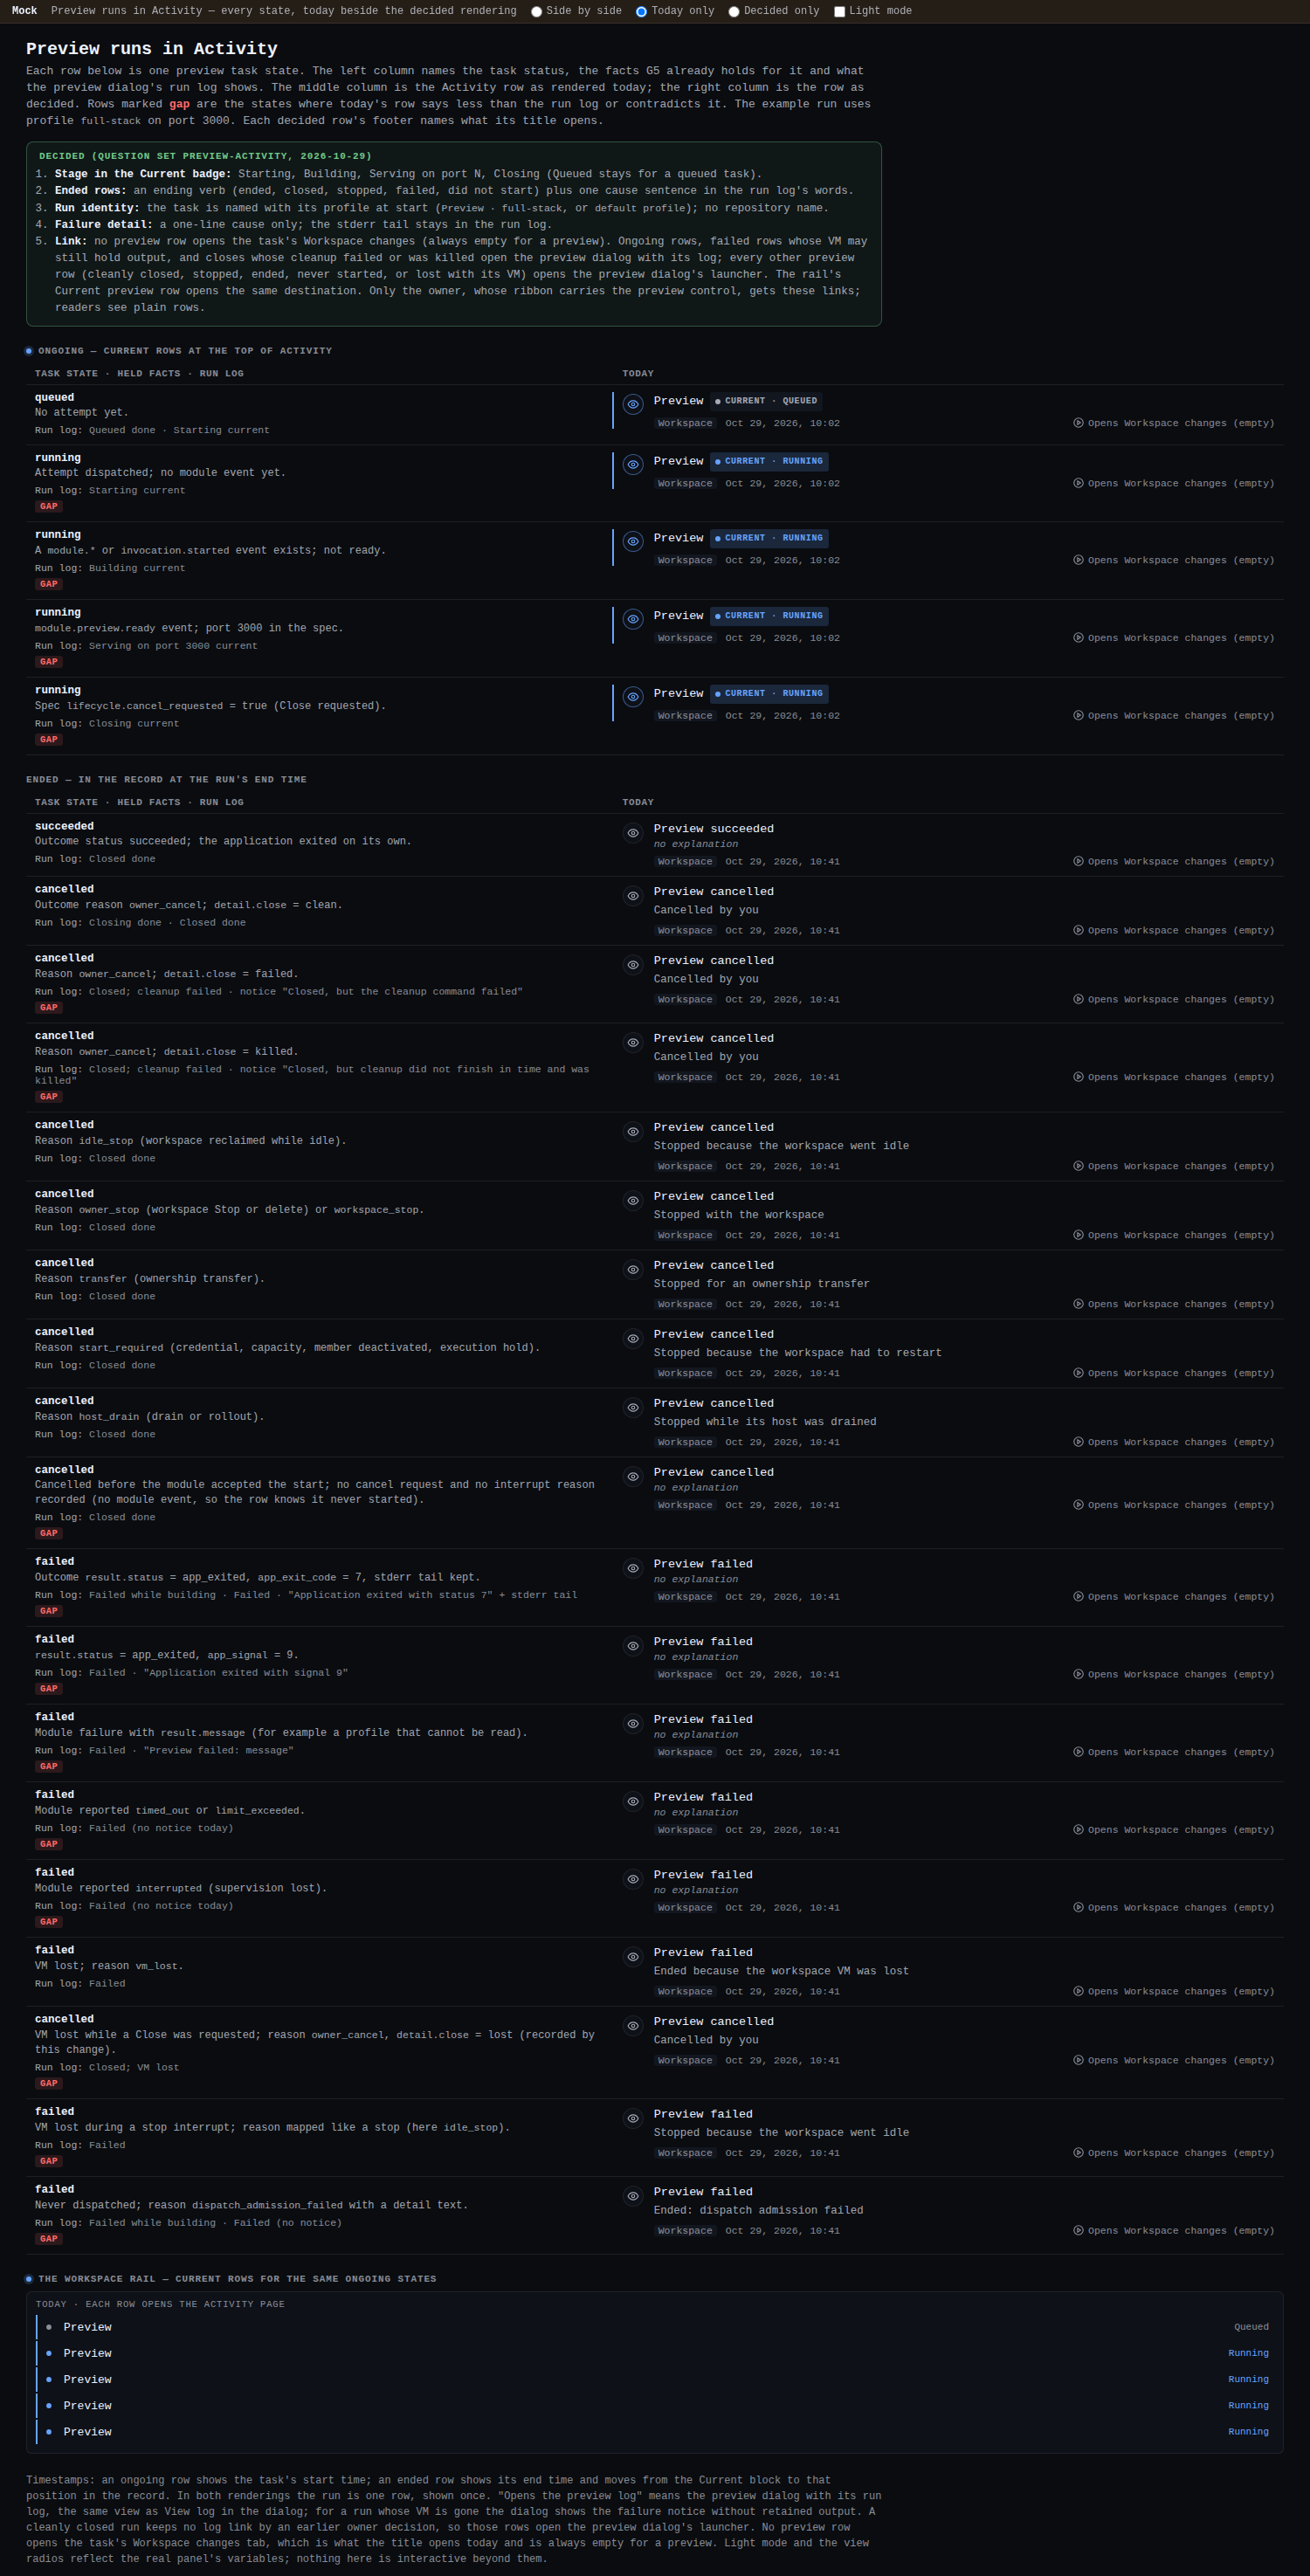 Mock Preview runs in Activity — every state, today beside the decided rendering Side by side Today only Decided only Light mode
Preview runs in Activity
Each row below is one preview task state. The left column names the task status, the facts G5 already holds for it and what
the preview dialog's run log shows. The middle column is the Activity row as rendered today; the right column is the row as
decided. Rows marked gap are the states where today's row says less than the run log or contradicts it. The example run uses
profile full-stack on port 3000. Each decided row's footer names what its title opens.
DECIDED (QUESTION SET PREVIEW-ACTIVITY, 2026-10-29)
1. Stage in the Current badge: Starting, Building, Serving on port N, Closing (Queued stays for a queued task).
2. Ended rows: an ending verb (ended, closed, stopped, failed, did not start) plus one cause sentence in the run log's words.
3. Run identity: the task is named with its profile at start (Preview · full-stack, or default profile); no repository name.
4. Failure detail: a one-line cause only; the stderr tail stays in the run log.
5. Link: no preview row opens the task's Workspace changes (always empty for a preview). Ongoing rows, failed rows whose VM may
still hold output, and closes whose cleanup failed or was killed open the preview dialog with its log; every other preview
row (cleanly closed, stopped, ended, never started, or lost with its VM) opens the preview dialog's launcher. The rail's
Current preview row opens the same destination. Only the owner, whose ribbon carries the preview control, gets these links;
readers see plain rows.
ONGOING — CURRENT ROWS AT THE TOP OF ACTIVITY
TASK STATE · HELD FACTS · RUN LOG TODAY
queued
No attempt yet.
Run log: Queued done · Starting current
Preview CURRENT · QUEUED
Workspace Oct 29, 2026, 10:02 Opens Workspace changes (empty)
running
Attempt dispatched; no module event yet.
Run log: Starting current
GAP
Preview CURRENT · RUNNING
Workspace Oct 29, 2026, 10:02 Opens Workspace changes (empty)
running
A module.* or invocation.started event exists; not ready.
Run log: Building current
GAP
Preview CURRENT · RUNNING
Workspace Oct 29, 2026, 10:02 Opens Workspace changes (empty)
running
module.preview.ready event; port 3000 in the spec.
Run log: Serving on port 3000 current
GAP
Preview CURRENT · RUNNING
Workspace Oct 29, 2026, 10:02 Opens Workspace changes (empty)
running
Spec lifecycle.cancel_requested = true (Close requested).
Run log: Closing current
GAP
Preview CURRENT · RUNNING
Workspace Oct 29, 2026, 10:02 Opens Workspace changes (empty)
ENDED — IN THE RECORD AT THE RUN'S END TIME
TASK STATE · HELD FACTS · RUN LOG TODAY
succeeded
Outcome status succeeded; the application exited on its own.
Run log: Closed done
Preview succeeded
no explanation
Workspace Oct 29, 2026, 10:41 Opens Workspace changes (empty)
cancelled
Outcome reason owner_cancel; detail.close = clean.
Run log: Closing done · Closed done
Preview cancelled
Cancelled by you
Workspace Oct 29, 2026, 10:41 Opens Workspace changes (empty)
cancelled
Reason owner_cancel; detail.close = failed.
Run log: Closed; cleanup failed · notice "Closed, but the cleanup command failed"
GAP
Preview cancelled
Cancelled by you
Workspace Oct 29, 2026, 10:41 Opens Workspace changes (empty)
cancelled
Reason owner_cancel; detail.close = killed.
Run log: Closed; cleanup failed · notice "Closed, but cleanup did not finish in time and was
killed"
GAP
Preview cancelled
Cancelled by you
Workspace Oct 29, 2026, 10:41 Opens Workspace changes (empty)
cancelled
Reason idle_stop (workspace reclaimed while idle).
Run log: Closed done
Preview cancelled
Stopped because the workspace went idle
Workspace Oct 29, 2026, 10:41 Opens Workspace changes (empty)
cancelled
Reason owner_stop (workspace Stop or delete) or workspace_stop.
Run log: Closed done
Preview cancelled
Stopped with the workspace
Workspace Oct 29, 2026, 10:41 Opens Workspace changes (empty)
cancelled
Reason transfer (ownership transfer).
Run log: Closed done
Preview cancelled
Stopped for an ownership transfer
Workspace Oct 29, 2026, 10:41 Opens Workspace changes (empty)
cancelled
Reason start_required (credential, capacity, member deactivated, execution hold).
Run log: Closed done
Preview cancelled
Stopped because the workspace had to restart
Workspace Oct 29, 2026, 10:41 Opens Workspace changes (empty)
cancelled
Reason host_drain (drain or rollout).
Run log: Closed done
Preview cancelled
Stopped while its host was drained
Workspace Oct 29, 2026, 10:41 Opens Workspace changes (empty)
cancelled
Cancelled before the module accepted the start; no cancel request and no interrupt reason
recorded (no module event, so the row knows it never started).
Run log: Closed done
GAP
Preview cancelled
no explanation
Workspace Oct 29, 2026, 10:41 Opens Workspace changes (empty)
failed
Outcome result.status = app_exited, app_exit_code = 7, stderr tail kept.
Run log: Failed while building · Failed · "Application exited with status 7" + stderr tail
GAP
Preview failed
no explanation
Workspace Oct 29, 2026, 10:41 Opens Workspace changes (empty)
failed
result.status = app_exited, app_signal = 9.
Run log: Failed · "Application exited with signal 9"
GAP
Preview failed
no explanation
Workspace Oct 29, 2026, 10:41 Opens Workspace changes (empty)
failed
Module failure with result.message (for example a profile that cannot be read).
Run log: Failed · "Preview failed: message"
GAP
Preview failed
no explanation
Workspace Oct 29, 2026, 10:41 Opens Workspace changes (empty)
failed
Module reported timed_out or limit_exceeded.
Run log: Failed (no notice today)
GAP
Preview failed
no explanation
Workspace Oct 29, 2026, 10:41 Opens Workspace changes (empty)
failed
Module reported interrupted (supervision lost).
Run log: Failed (no notice today)
GAP
Preview failed
no explanation
Workspace Oct 29, 2026, 10:41 Opens Workspace changes (empty)
failed
VM lost; reason vm_lost.
Run log: Failed
Preview failed
Ended because the workspace VM was lost
Workspace Oct 29, 2026, 10:41 Opens Workspace changes (empty)
cancelled
VM lost while a Close was requested; reason owner_cancel, detail.close = lost (recorded by
this change).
Run log: Closed; VM lost
GAP
Preview cancelled
Cancelled by you
Workspace Oct 29, 2026, 10:41 Opens Workspace changes (empty)
failed
VM lost during a stop interrupt; reason mapped like a stop (here idle_stop).
Run log: Failed
GAP
Preview failed
Stopped because the workspace went idle
Workspace Oct 29, 2026, 10:41 Opens Workspace changes (empty)
failed
Never dispatched; reason dispatch_admission_failed with a detail text.
Run log: Failed while building · Failed (no notice)
GAP
Preview failed
Ended: dispatch admission failed
Workspace Oct 29, 2026, 10:41 Opens Workspace changes (empty)
THE WORKSPACE RAIL — CURRENT ROWS FOR THE SAME ONGOING STATES
TODAY · EACH ROW OPENS THE ACTIVITY PAGE
Preview Queued
Preview Running
Preview Running
Preview Running
Preview Running
Timestamps: an ongoing row shows the task's start time; an ended row shows its end time and moves from the Current block to that
position in the record. In both renderings the run is one row, shown once. "Opens the preview log" means the preview dialog with its run
log, the same view as View log in the dialog; for a run whose VM is gone the dialog shows the failure notice without retained output. A
cleanly closed run keeps no log link by an earlier owner decision, so those rows open the preview dialog's launcher. No preview row
opens the task's Workspace changes tab, which is what the title opens today and is always empty for a preview. Light mode and the view
radios reflect the real panel's variables; nothing here is interactive beyond them.